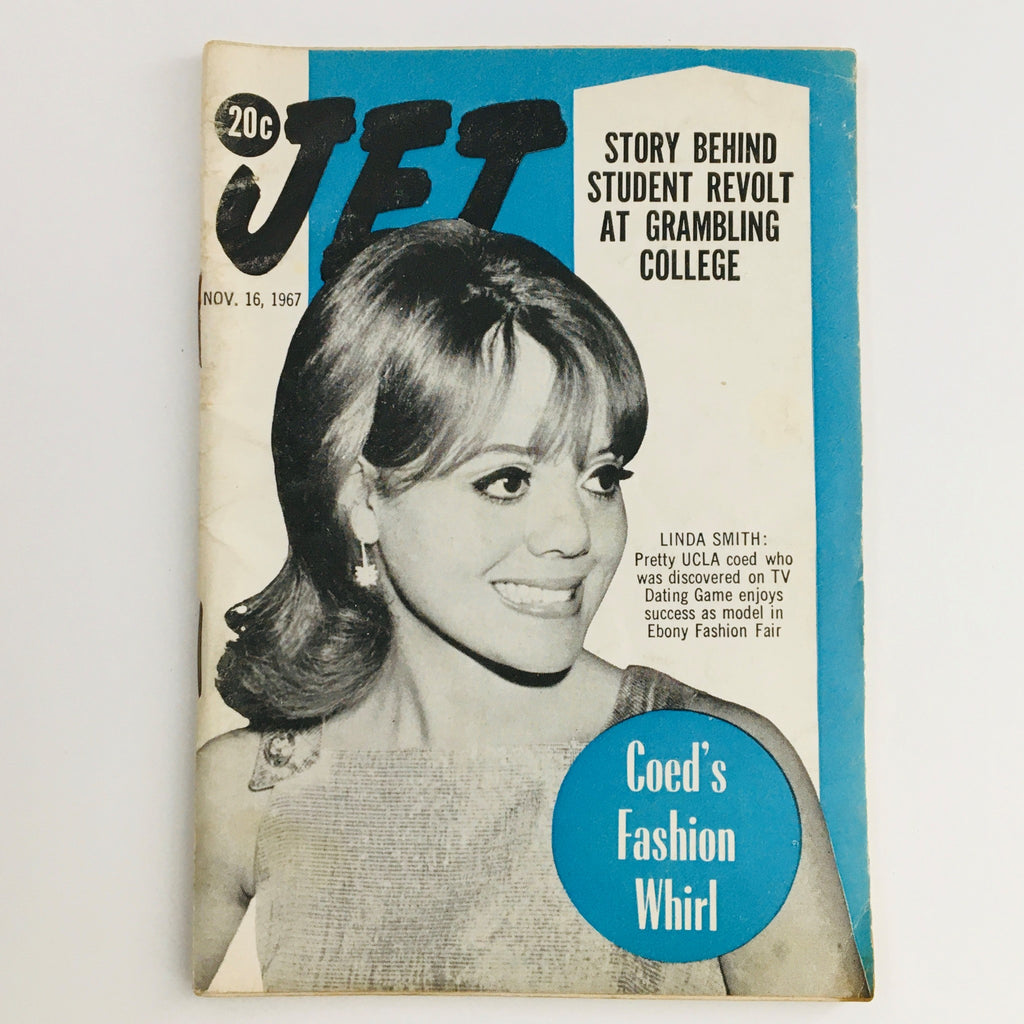 20c
JET
NOV. 16, 1967
STORY BEHIND
STUDENT REVOLT
AT GRAMBLING
COLLEGE
LINDA SMITH:
Pretty UCLA coed who
was discovered on TV
Dating Game enjoys
success as model in
Ebony Fashion Fair
Coed's
Fashion
Whirl